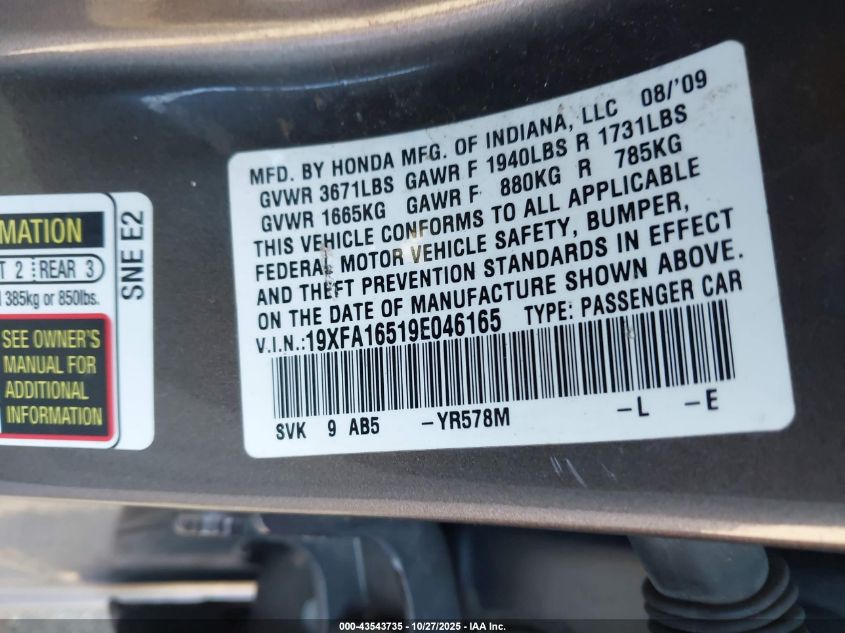 MFD. BY HONDA MFG. OF INDIANA, LLC 08/'09
GVWR 3671LBS GAWR F 1940LBS R 1731LBS
GVWR 1665KG GAWR F 880KG R 785KG
THIS VEHICLE CONFORMS TO ALL APPLICABLE
FEDERAL MOTOR VEHICLE SAFETY, BUMPER,
AND THEFT PREVENTION STANDARDS IN EFFECT
ON THE DATE OF MANUFACTURE SHOWN ABOVE.
V.I.N.:19XFA16519E046165 TYPE: PASSENGER CAR
SVK 9 AB5 -YR578M -L -E
MATION
T 2 REAR 3
385kg or 850lbs.
SEE OWNER'S
MANUAL FOR
ADDITIONAL
INFORMATION
SNE E2
000-43543735 - 10/27/2025 - IAA Inc.